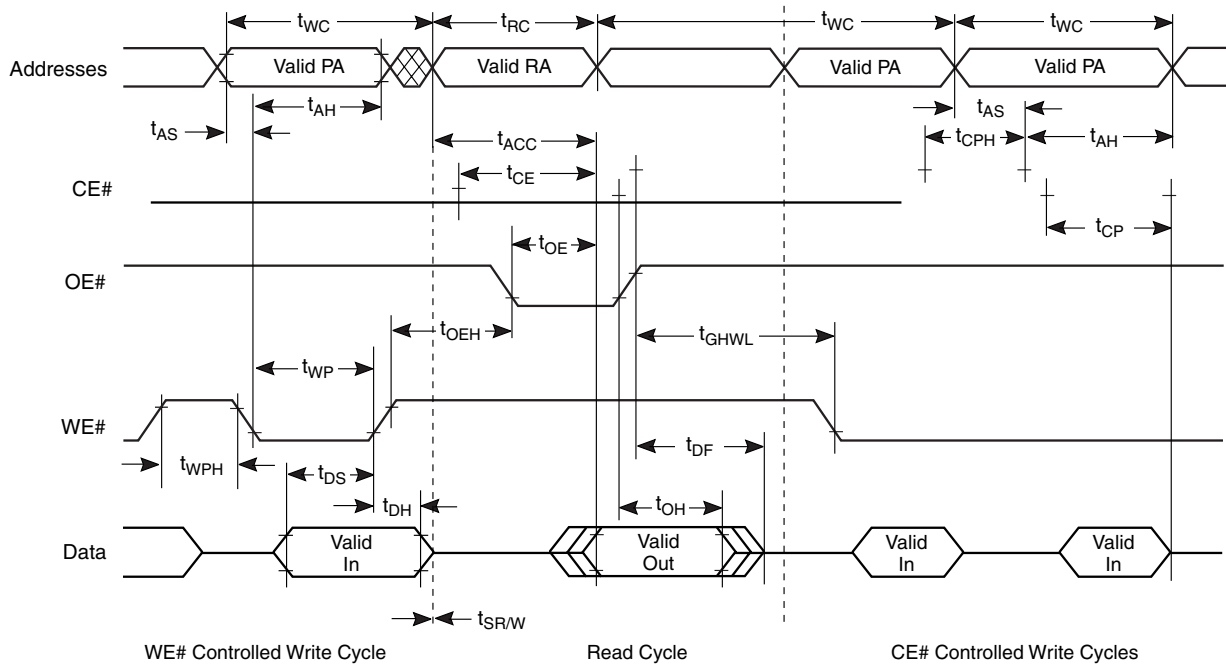 tWC tRC tWC tWC
Addresses Valid PA Valid RA Valid PA Valid PA
tAS tAH tAS
tACC tCPH tAH
tCE
CE#
tCP
tOE
OE#
tOEH tGHWL
tWP
WE#
tWPH tDS tDF
tDH tOH
Data Valid In Valid Out Valid In Valid In
tSR/W
WE# Controlled Write Cycle Read Cycle CE# Controlled Write Cycles